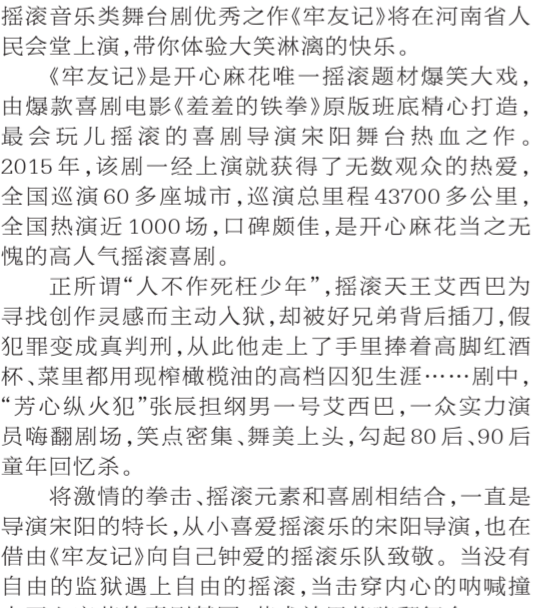 摇滚音乐类舞台剧优秀之作《牢友记》将在河南省人
民会堂上演,带你体验大笑淋漓的快乐。
《牢友记》是开心麻花唯一摇滚题材爆笑大戏,
由爆款喜剧电影《羞羞的铁拳》原版班底精心打造,
最会玩儿摇滚的喜剧导演宋阳舞台热血之作。
2015年,该剧一经上演就获得了无数观众的热爱,
全国巡演60多座城市,巡演总里程43700多公里,
全国热演近1000场,口碑颇佳,是开心麻花当之无
愧的高人气摇滚喜剧。
正所谓“人不作死枉少年”,摇滚天王艾西巴为
寻找创作灵感而主动入狱,却被好兄弟背后插刀,假
犯罪变成真判刑,从此他走上了手里捧着高脚红酒
杯、菜里都用现榨橄榄油的高档囚犯生涯……剧中,
“芳心纵火犯”张辰担纲男一号艾西巴,一众实力演
员嗨翻剧场,笑点密集、舞美上头,勾起80后、90后
童年回忆杀。
将激情的拳击、摇滚元素和喜剧相结合,一直是
导演宋阳的特长,从小喜爱摇滚乐的宋阳导演,也在
借由《牢友记》向自己钟爱的摇滚乐队致敬。当没有
自由的监狱遇上自由的摇滚,当击穿内心的呐喊撞